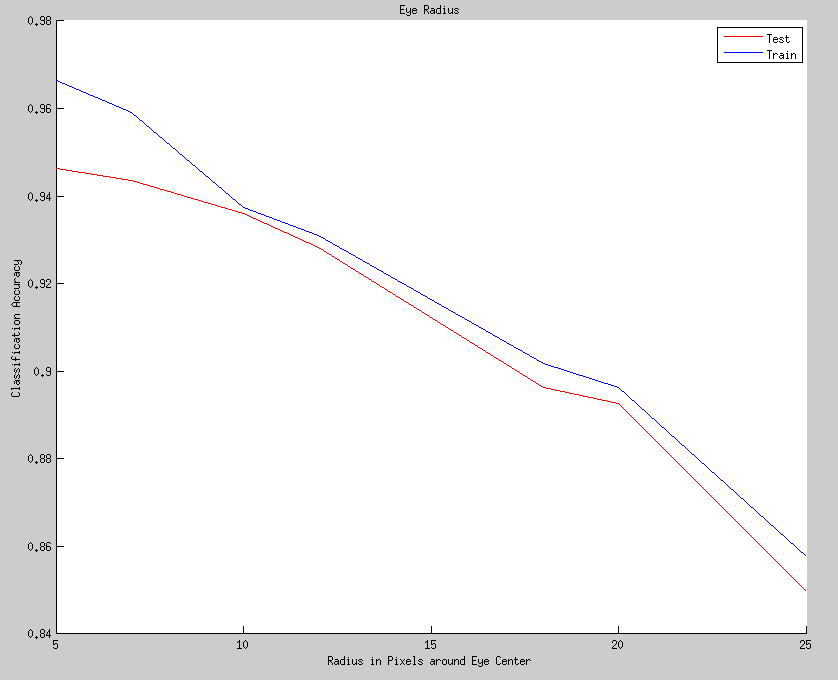 Eye Radius
Test
Train
0.98
0.96
0.94
0.92
0.9
0.88
0.86
0.84
Classification Accuracy
5 10 15 20 25
Radius in Pixels around Eye Center